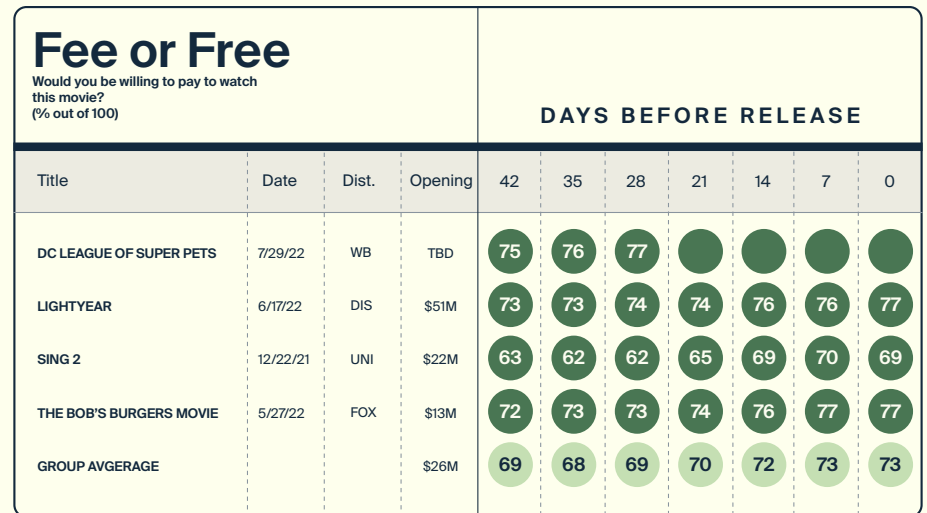 Fee or Free
Would you be willing to pay to watch
this movie?
(% out of 100)
DAYS BEFORE RELEASE
Title Date Dist. Opening 42 35 28 21 14 7 0
DC LEAGUE OF SUPER PETS 7/29/22 WB TBD 75 76 77
LIGHTYEAR 6/17/22 DIS $51M 73 73 74 74 76 76 77
SING 2 12/22/21 UNI $22M 63 62 62 65 69 70 69
THE BOB'S BURGERS MOVIE 5/27/22 FOX $13M 72 73 73 74 76 77 77
GROUP AVGERAGE $26M 69 68 69 70 72 73 73